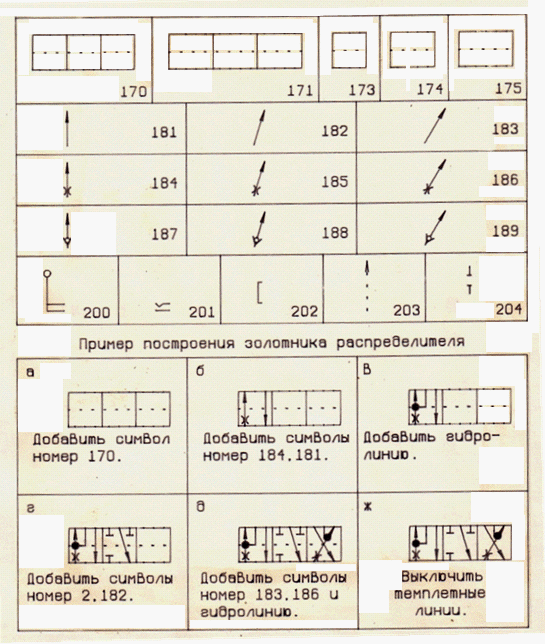 170 171 173 174 175
181 182 183
184 185 186
187 188 189
200 201 202 203 204
Пример построения золотника распределителя
а б в
Добавить символ
номер 170.
Добавить символы
номер 184,181.
Добавить гидро-
линию.
г д ж
Добавить символы
номер 2,182.
Добавить символы
номер 183,186 и
гидролинию.
Выключить
темплетные
линии.